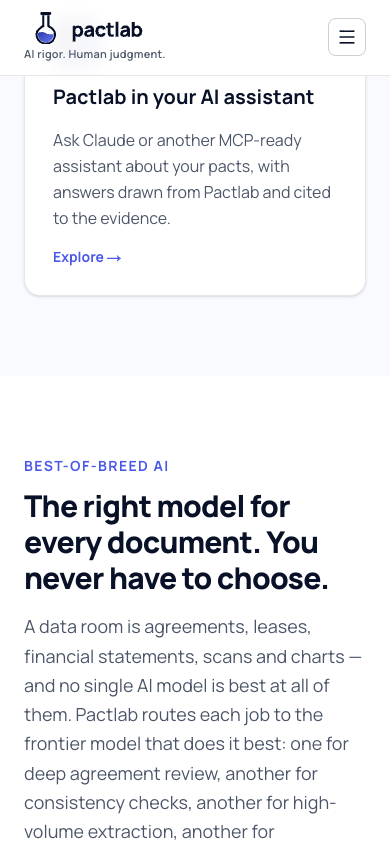 pactlab
AI rigor. Human judgment.
Pactlab in your AI assistant
Ask Claude or another MCP-ready
assistant about your pacts, with
answers drawn from Pactlab and cited
to the evidence.
Explore →
BEST-OF-BREED AI
The right model for
every document. You
never have to choose.
A data room is agreements, leases,
financial statements, scans and charts —
and no single AI model is best at all of
them. Pactlab routes each job to the
frontier model that does it best: one for
deep agreement review, another for
consistency checks, another for high-
volume extraction, another for